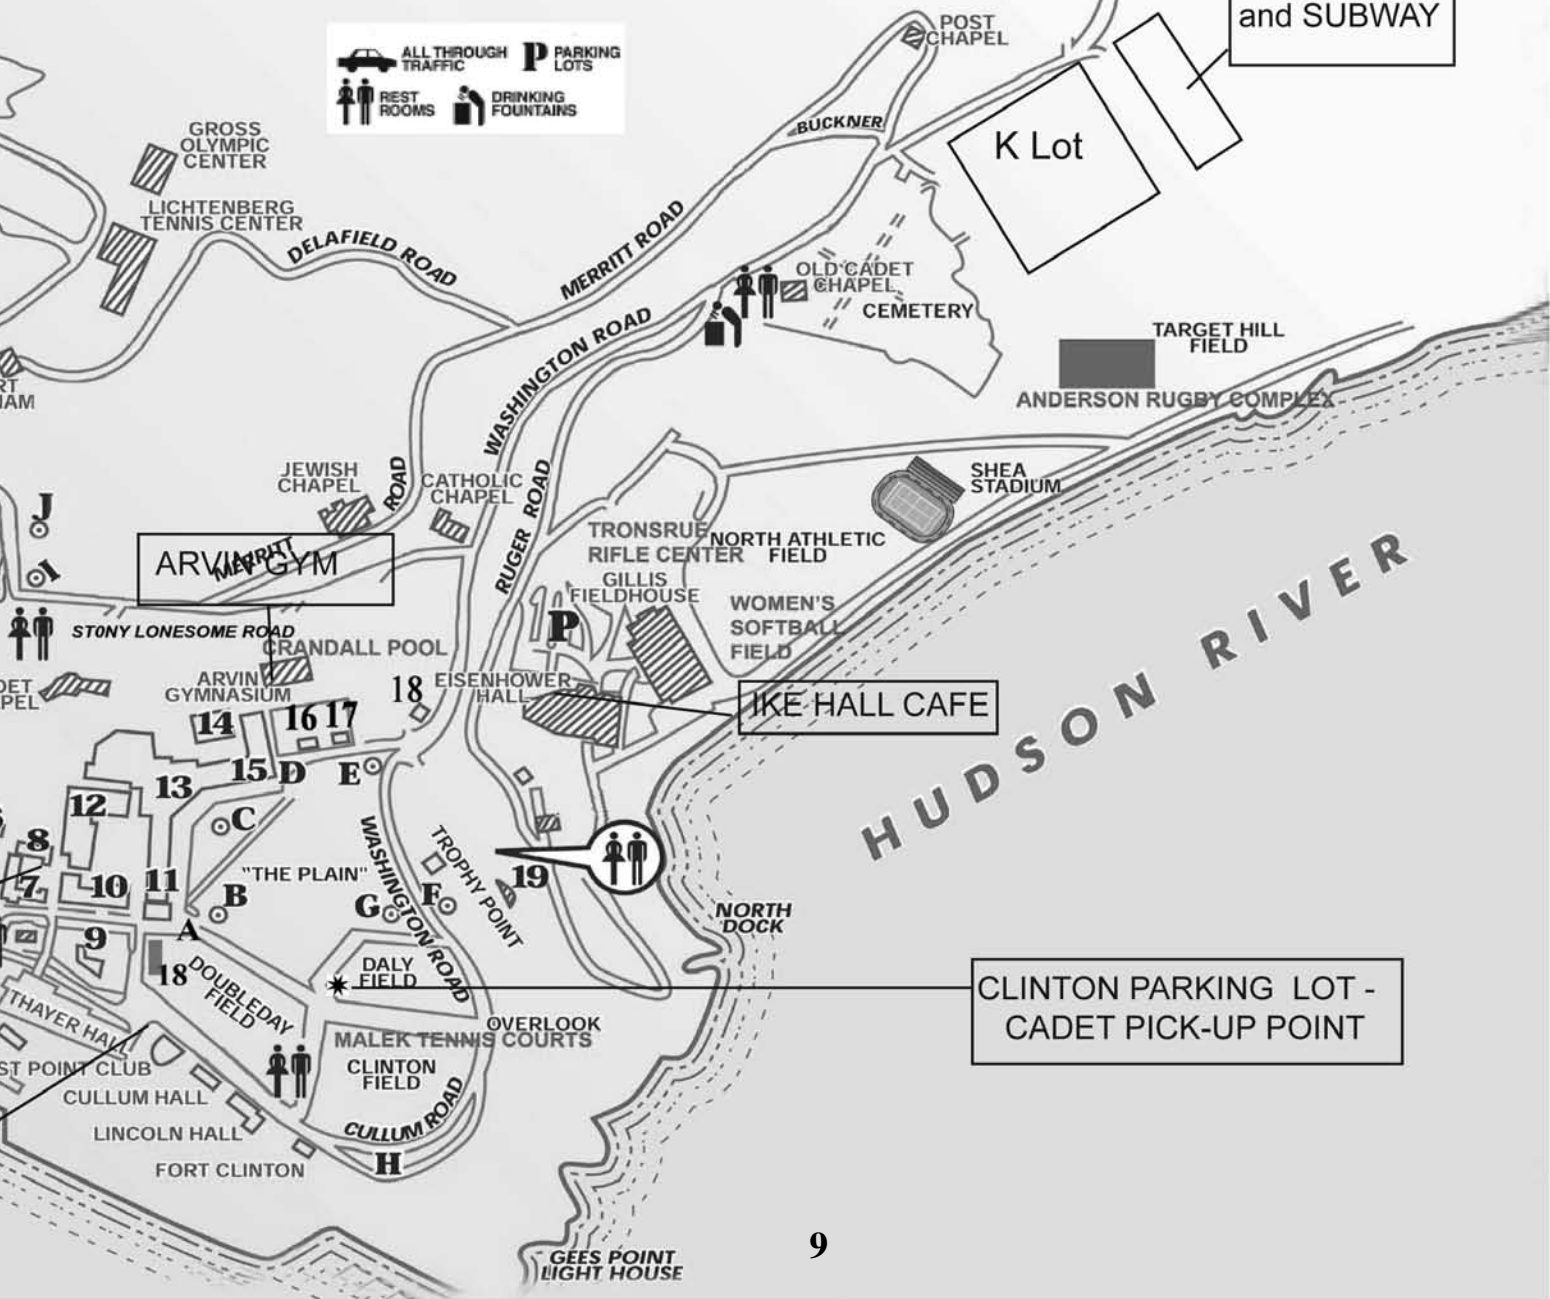 POST
CHAPEL
and SUBWAY
ALL THROUGH
TRAFFIC
P PARKING
LOTS
REST
ROOMS
DRINKING
FOUNTAINS
BUCKNER
K Lot
GROSS
OLYMPIC
CENTER
LICHTENBERG
TENNIS CENTER
DELAFIELD ROAD
MERRITT ROAD
OLD CADET
CHAPEL
CEMETERY
WASHINGTON ROAD
TARGET HILL
FIELD
ANDERSON RUGBY COMPLEX
JEWISH
CHAPEL
ROAD
CATHOLIC
CHAPEL
RUGER ROAD
SHEA
STADIUM
J
I
ARVIN GYM
MERRITT
TRONSRUE
RIFLE CENTER
NORTH ATHLETIC
FIELD
GILLIS
FIELDHOUSE
P
WOMEN'S
SOFTBALL
FIELD
HUDSON RIVER
STONY LONESOME ROAD
CRANDALL POOL
ARVIN
GYMNASIUM
18
EISENHOWER
HALL
IKE HALL CAFE
14
16
17
15
D
E
13
12
C
8
7
10
11
"THE PLAIN"
B
G
F
WASHINGTON ROAD
TROPHY POINT
19
A
9
NORTH
DOCK
18
DOUBLEDAY
FIELD
DALY
FIELD
CLINTON PARKING LOT -
CADET PICK-UP POINT
THAYER HALL
OVERLOOK
MALEK TENNIS COURTS
ST POINT CLUB
CLINTON
FIELD
CULLUM HALL
CULLUM ROAD
LINCOLN HALL
H
FORT CLINTON
9
GEES POINT
LIGHT HOUSE